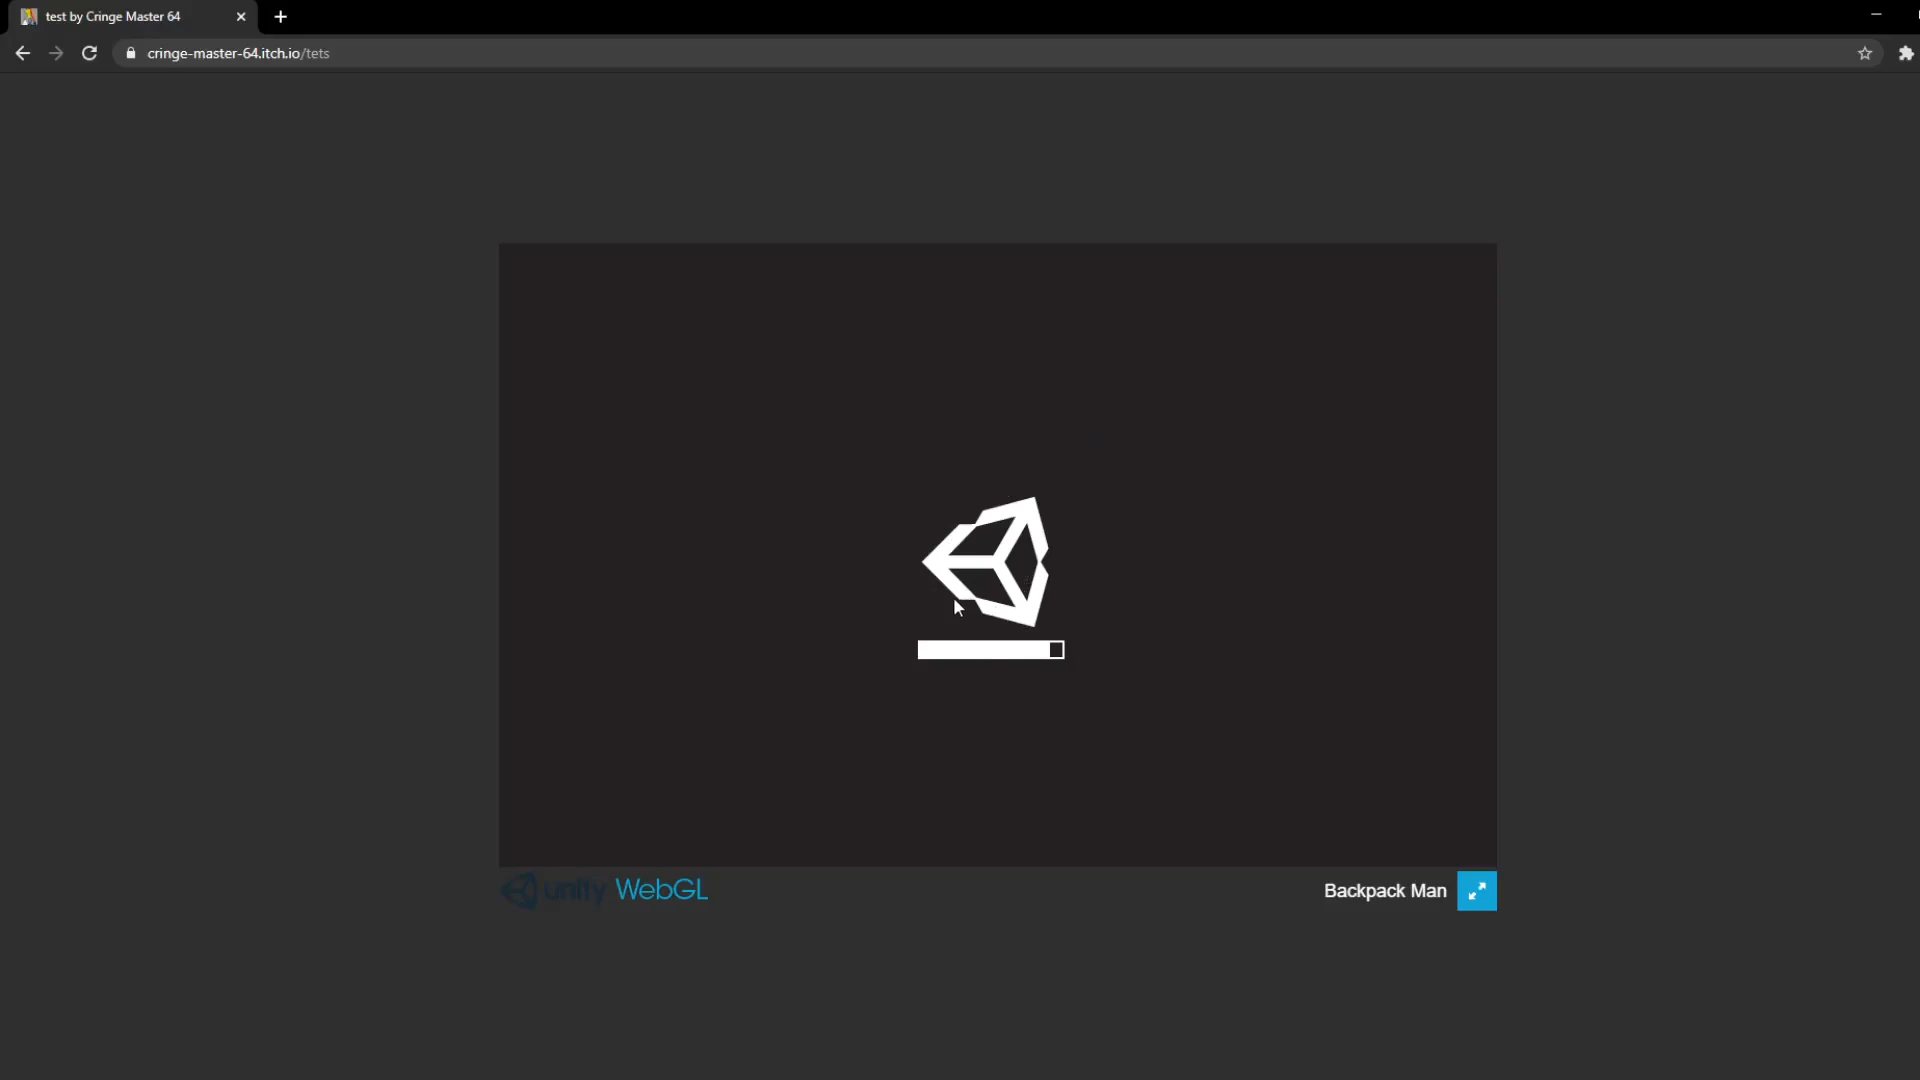 test by Cringe Master 64
cringe-master-64.itch.io/tets
unity WebGL
Backpack Man